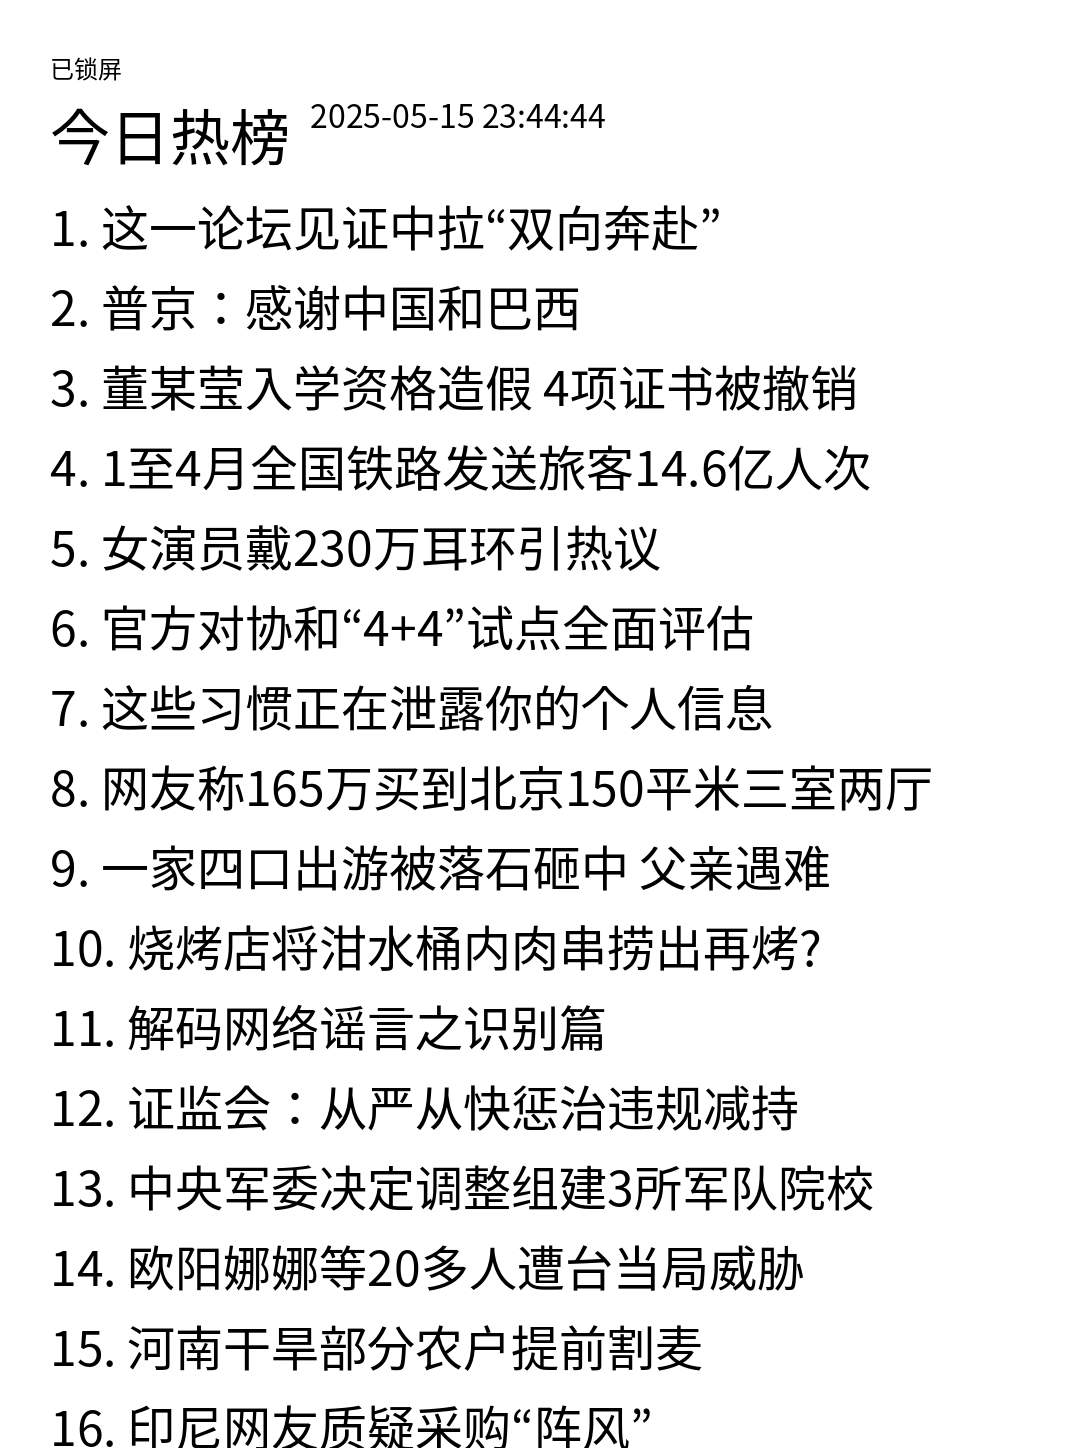 已锁屏
今日热榜 2025-05-15 23:44:44
1. 这一论坛见证中拉“双向奔赴”
2. 普京：感谢中国和巴西
3. 董某莹入学资格造假 4项证书被撤销
4. 1至4月全国铁路发送旅客14.6亿人次
5. 女演员戴230万耳环引热议
6. 官方对协和“4+4”试点全面评估
7. 这些习惯正在泄露你的个人信息
8. 网友称165万买到北京150平米三室两厅
9. 一家四口出游被落石砸中 父亲遇难
10. 烧烤店将泔水桶内肉串捞出再烤?
11. 解码网络谣言之识别篇
12. 证监会：从严从快惩治违规减持
13. 中央军委决定调整组建3所军队院校
14. 欧阳娜娜等20多人遭台当局威胁
15. 河南干旱部分农户提前割麦
16. 印尼网友质疑采购“阵风”